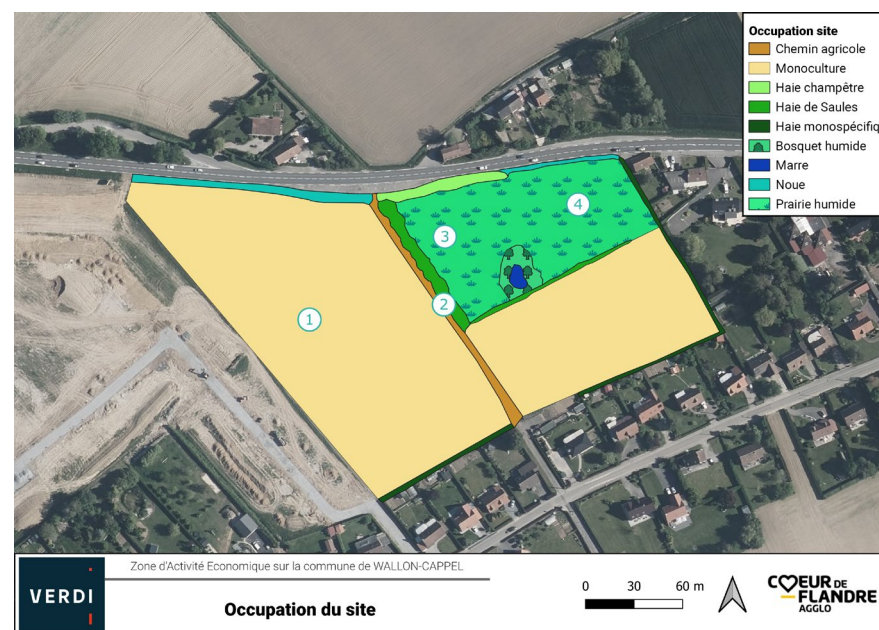 Occupation site
Chemin agricole
Monoculture
Haie champêtre
Haie de Saules
Haie monospécifiq
Bosquet humide
Marre
Noue
Prairie humide
4
3
2
1
Zone d'Activité Economique sur la commune de WALLON-CAPPEL
VERDI
Occupation du site
0 30 60 m
CŒUR DE
FLANDRE
AGGLO